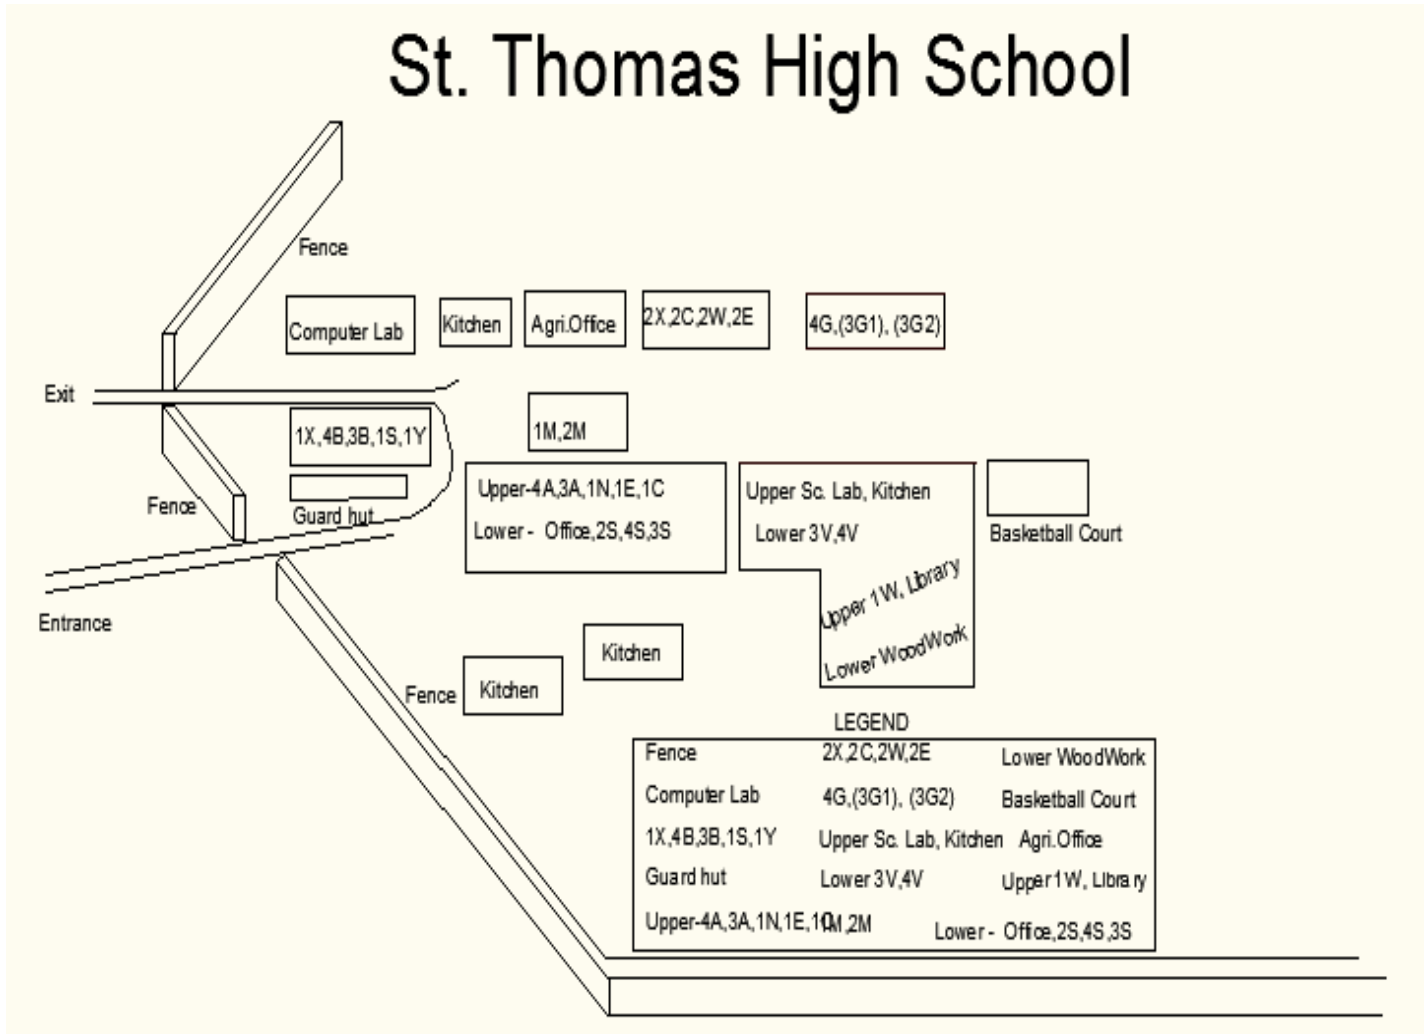 St. Thomas High School
Fence
Computer Lab
Kitchen
Agri.Office
2X,2C,2W,2E
4G,(3G1), (3G2)
Exit
1X,4B,3B,1S,1Y
1M,2M
Fence
Guard hut
Upper-4A,3A,1N,1E,1C
Lower - Office,2S,4S,3S
Upper Sc. Lab, Kitchen
Lower 3V,4V
Basketball Court
Upper 1W, Library
Lower WoodWork
Entrance
Kitchen
Fence
Kitchen
LEGEND
Fence 2X,2C,2W,2E Lower WoodWork
Computer Lab 4G,(3G1), (3G2) Basketball Court
1X,4B,3B,1S,1Y Upper Sc. Lab, Kitchen Agri.Office
Guard hut Lower 3V,4V Upper 1W, Library
Upper-4A,3A,1N,1E,1C 1M,2M Lower - Office,2S,4S,3S